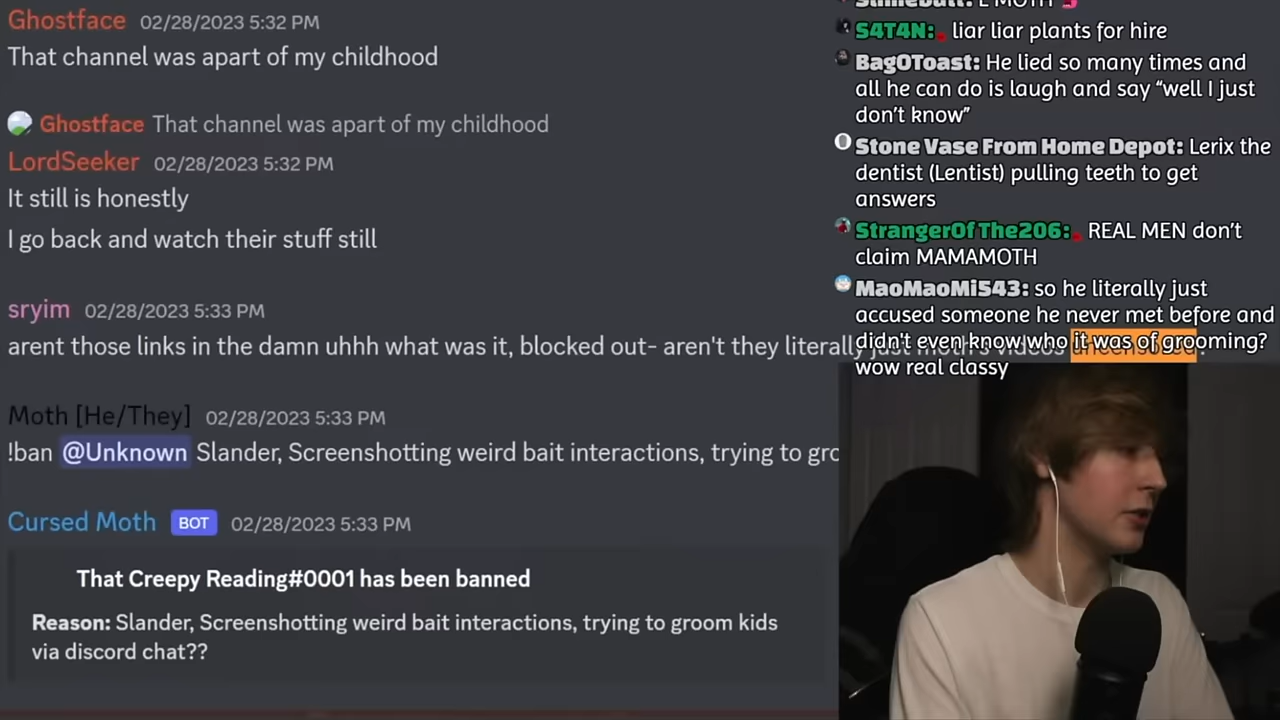 Ghostface 02/28/2023 5:32 PM
That channel was apart of my childhood
Ghostface That channel was apart of my childhood
LordSeeker 02/28/2023 5:32 PM
It still is honestly
I go back and watch their stuff still
sryim 02/28/2023 5:33 PM
arent those links in the damn uhhh what was it, blocked out- aren't they literally just moth's videos
Moth [He/They] 02/28/2023 5:33 PM
!ban @Unknown Slander, Screenshotting weird bait interactions, trying to gro
Cursed Moth BOT 02/28/2023 5:33 PM
That Creepy Reading#0001 has been banned
Reason: Slander, Screenshotting weird bait interactions, trying to groom kids
via discord chat??
S4T4N: liar liar plants for hire
BagOToast: He lied so many times and
all he can do is laugh and say “well I just
don’t know”
Stone Vase From Home Depot: Lerix the
dentist (Lentist) pulling teeth to get
answers
StrangerOfThe206: REAL MEN don’t
claim MAMAMOTH
MaoMaoMi543: so he literally just
accused someone he never met before and
didn't even know who it was of grooming?
wow real classy